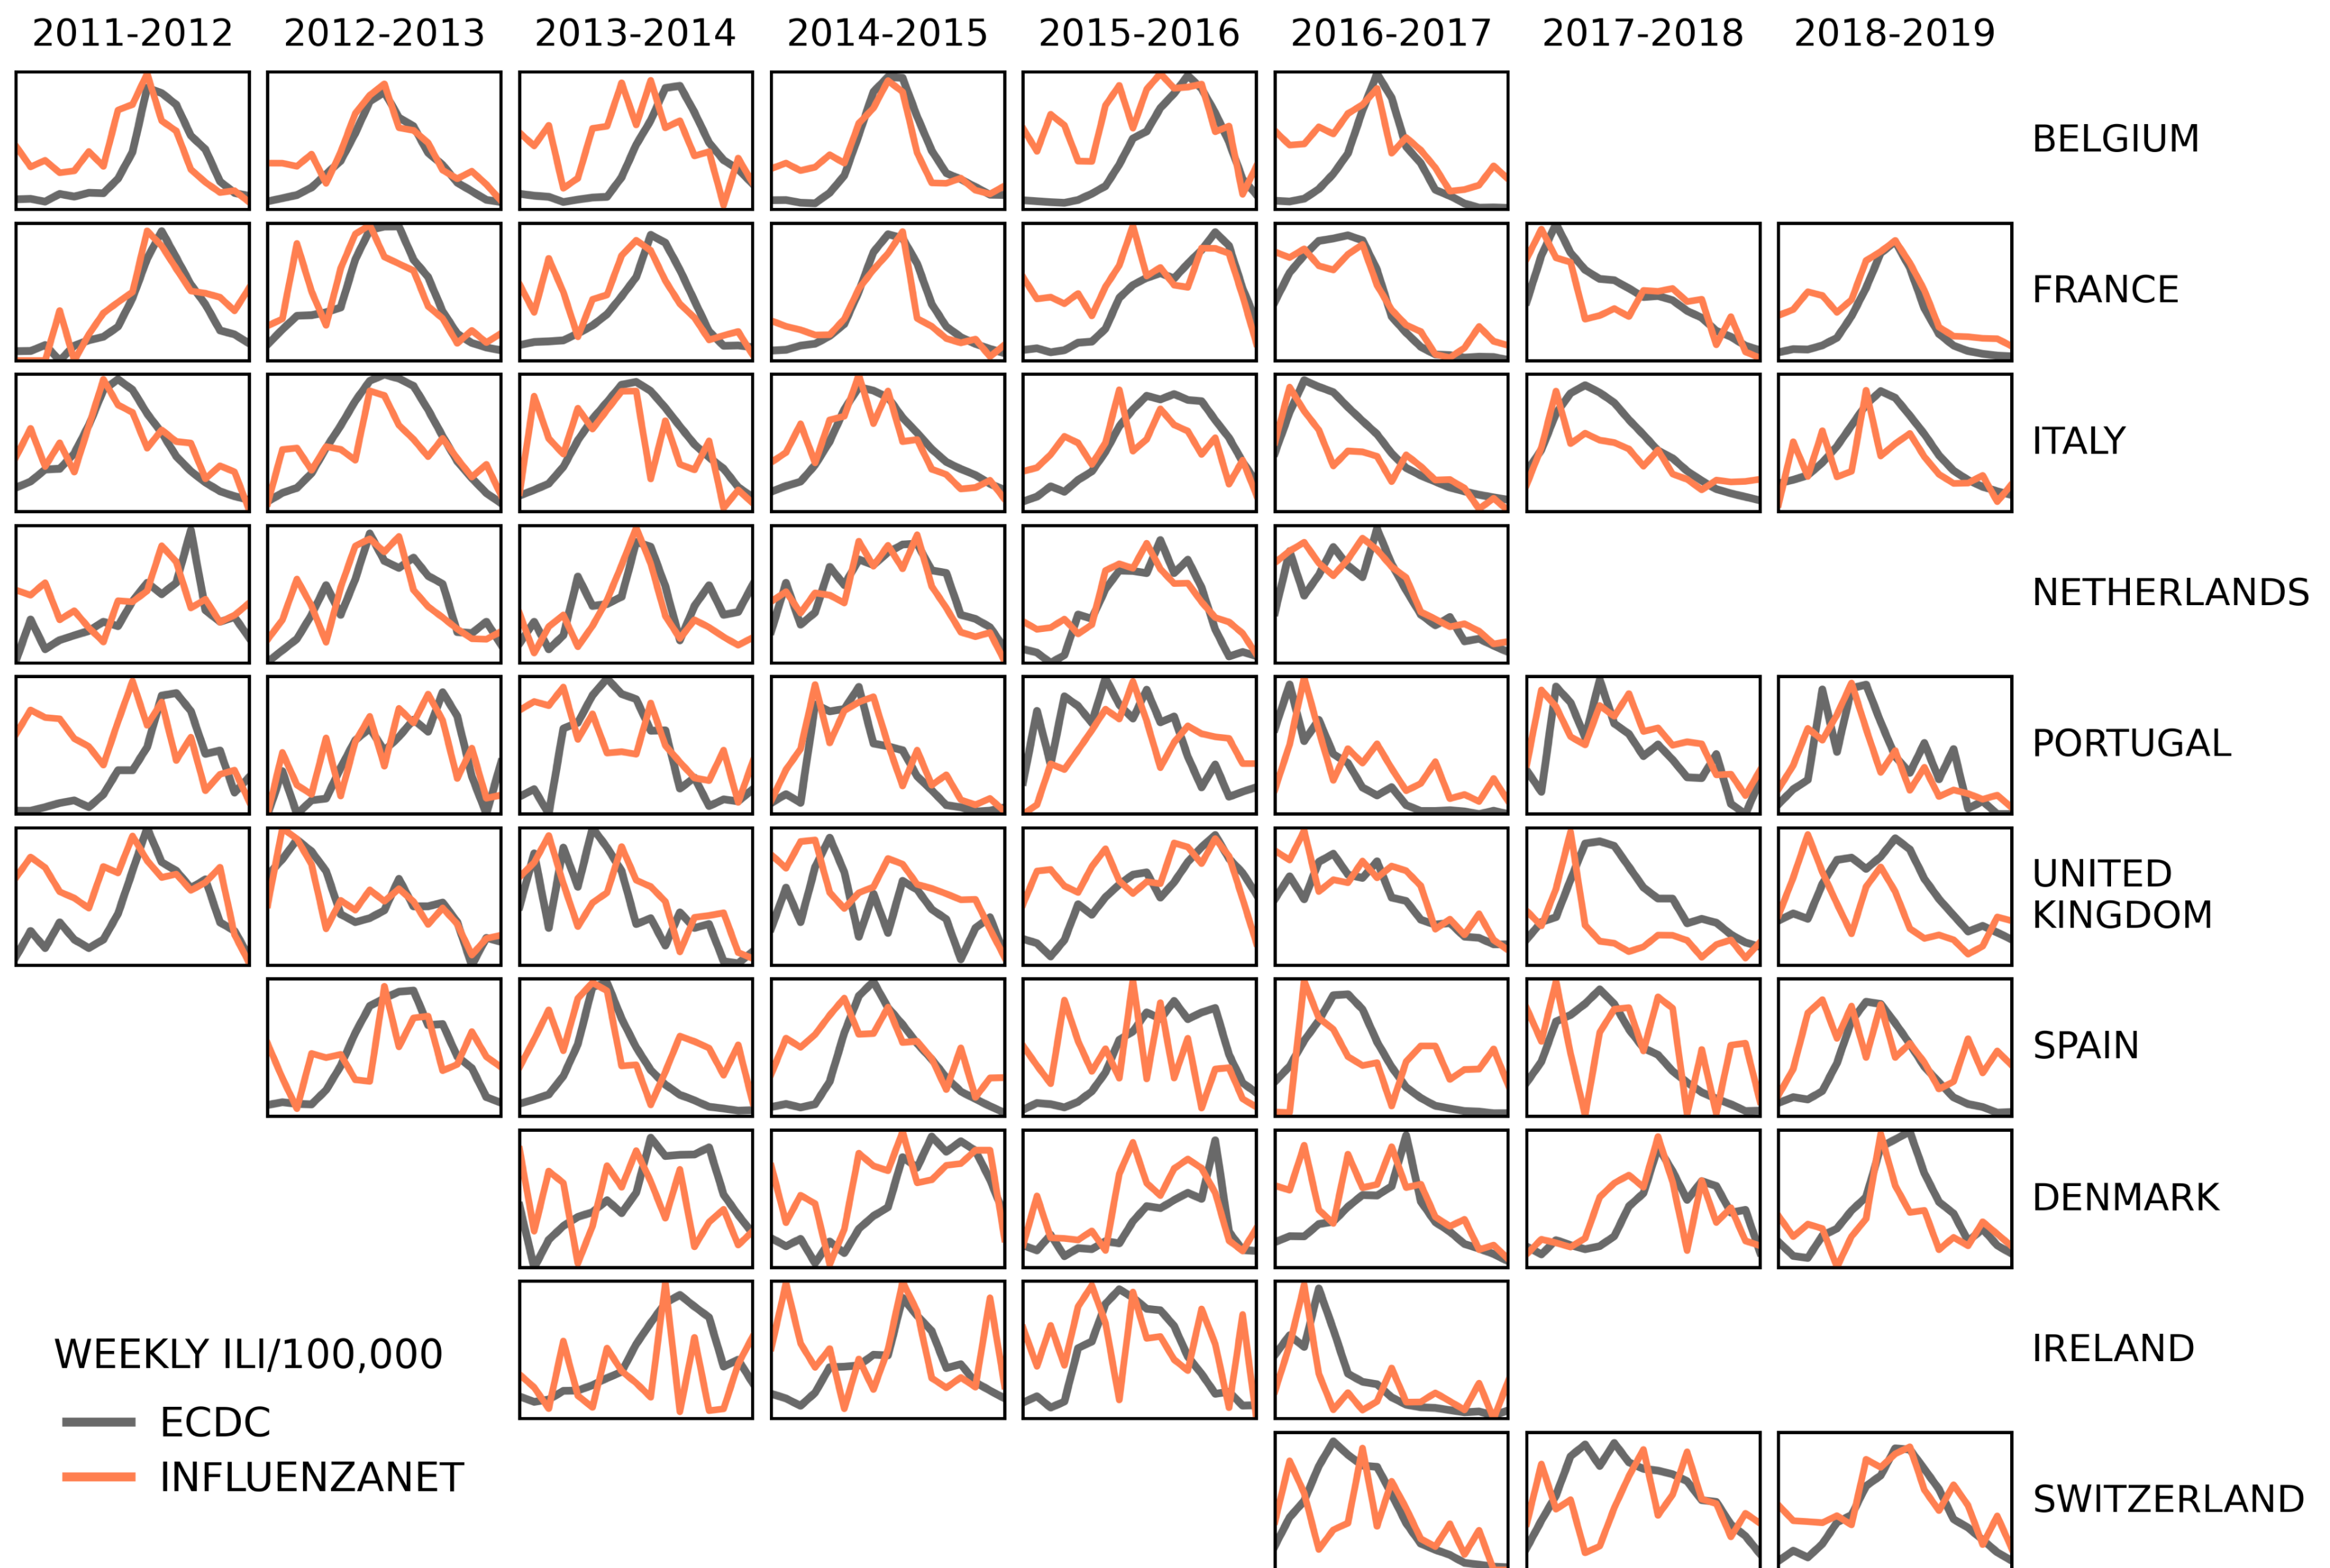 2011-2012 2012-2013 2013-2014 2014-2015 2015-2016 2016-2017 2017-2018 2018-2019
BELGIUM
FRANCE
ITALY
NETHERLANDS
PORTUGAL
UNITED
KINGDOM
SPAIN
DENMARK
IRELAND
WEEKLY ILI/100,000
ECDC
INFLUENZANET
SWITZERLAND